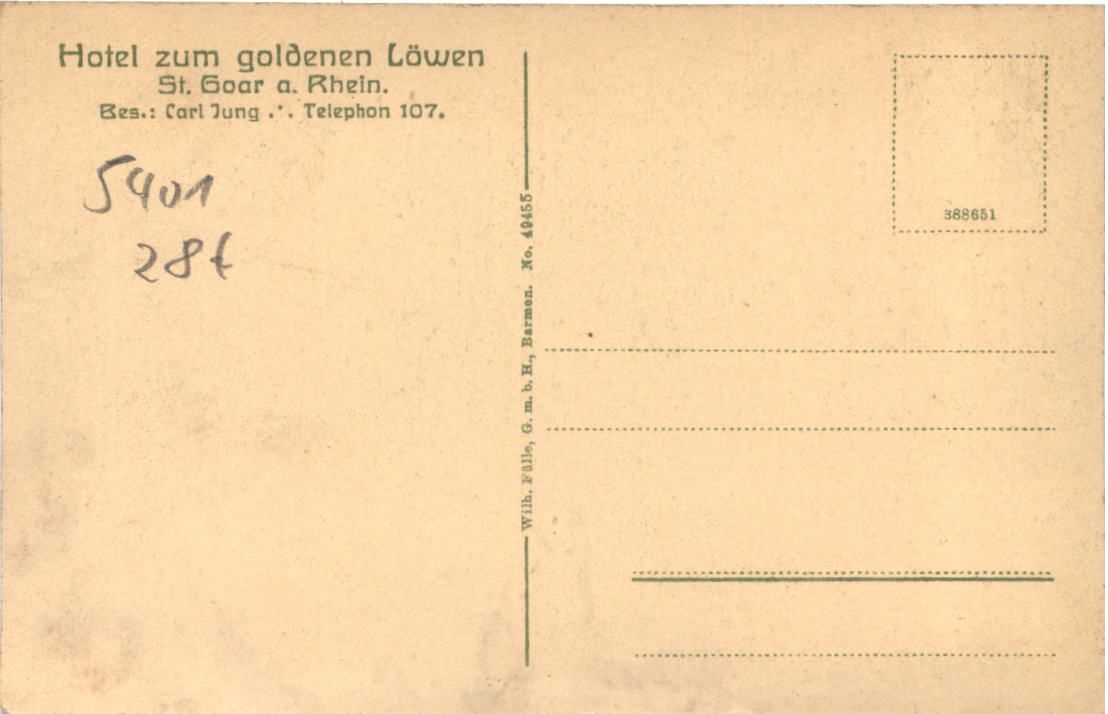 Hotel zum goldenen Löwen
St. Goar a. Rhein.
Bes.: Carl Jung .·. Telephon 107.
5401
28t
Wilh. Fülle, G. m. b. H., Barmen. No. 49455
388651